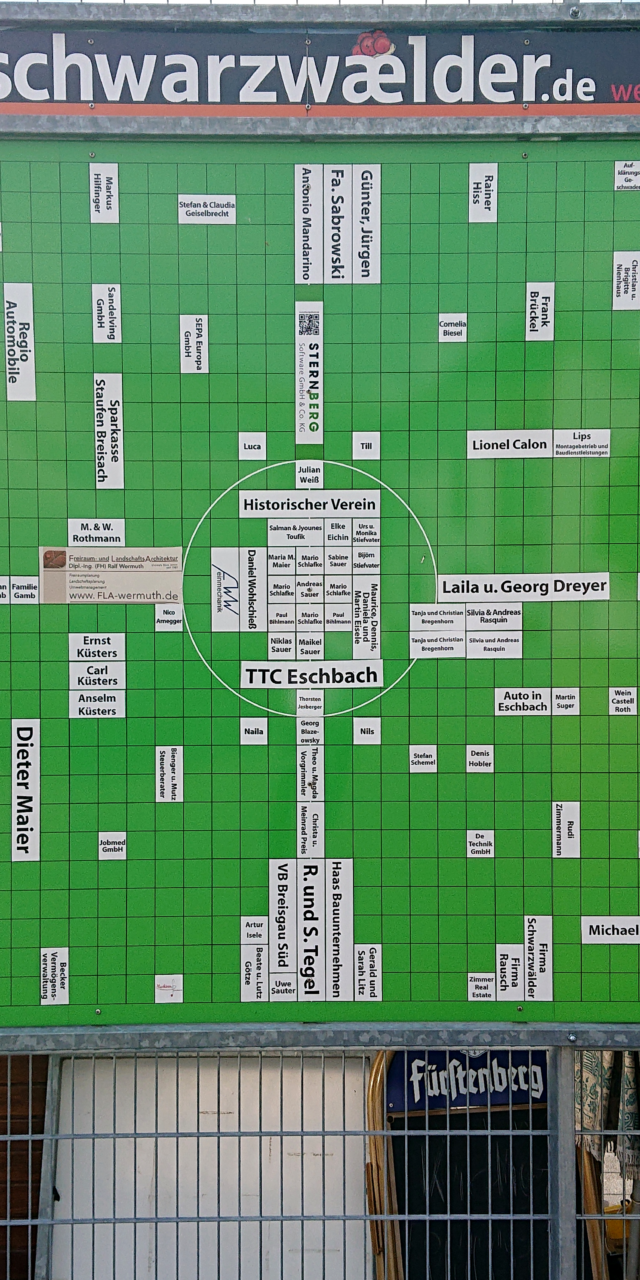 schwarzwælder.de we
Markus
Hilfinger
Stefan & Claudia
Geiselbrecht
Antonio Mandarino
Fa. Sabrowski
Günter, Jürgen
Rainer
Hiss
Auf-
klärungs-
Ge-
schwader
Regio
Automobile
Sandelving
GmbH
SEPA Europa
GmbH
STERNBERG
Software GmbH & Co. KG
Cornelia
Biesel
Frank
Brückel
Christian u.
Brigitte
Nienhaus
Sparkasse
Staufen Breisach
Luca
Till
Lionel Calon
Lips
Montagebetrieb und
Baudienstleistungen
Julian
Weiß
Historischer Verein
M. & W.
Rothmann
Salman & Jyounes
Toufik
Elke
Eichin
Urs u.
Monika
Stiefvater
Freiraum- und LandschaftsArchitektur
Dipl.-Ing. (FH) Ralf Wermuth
Freiraumplanung
Landschaftsplanung
Umweltmanagement
www.FLA-wermuth.de
Daniel Wohlschieß
Maria M.
Maier
Mario
Schlafke
Sabine
Sauer
Björn
Stiefvater
Familie
Gamb
Mario
Schlafke
Andreas
Sauer
Mario
Schlafke
Maurice, Dennis,
Daniela und
Martin Eisele
Laila u. Georg Dreyer
Nico
Amegger
Paul
Bihlmann
Mario
Schlafke
Paul
Bihlmann
Tanja und Christian
Bregenhorn
Silvia & Andreas
Rasquin
Ernst
Küsters
Niklas
Sauer
Maikel
Sauer
Tanja und Christian
Bregenhorn
Silvia und Andreas
Rasquin
Carl
Küsters
TTC Eschbach
Anselm
Küsters
Thorsten
Jesberger
Auto in
Eschbach
Martin
Suger
Wein
Castell
Roth
Dieter Maier
Naila
Georg
Blaze-
owsky
Nils
Bienger u. Mutz
Steuerberater
Theo u. Magda
Vorgrimmler
Stefan
Schemel
Denis
Hobler
Jobmed
GmbH
Christa u.
Meinrad Preis
De
Technik
GmbH
Rudi
Zimmermann
VB Breisgau Süd
R. und S. Tegel
Haas Bauunternehmen
Artur
Isele
Firma
Schwarzwälder
Michael
Becker
Vermögens-
verwaltung
Beate u. Lutz
Götze
Uwe
Sauter
Gerald und
Sarah Litz
Zimmer
Real
Estate
Firma
Rausch
Fürstenberg